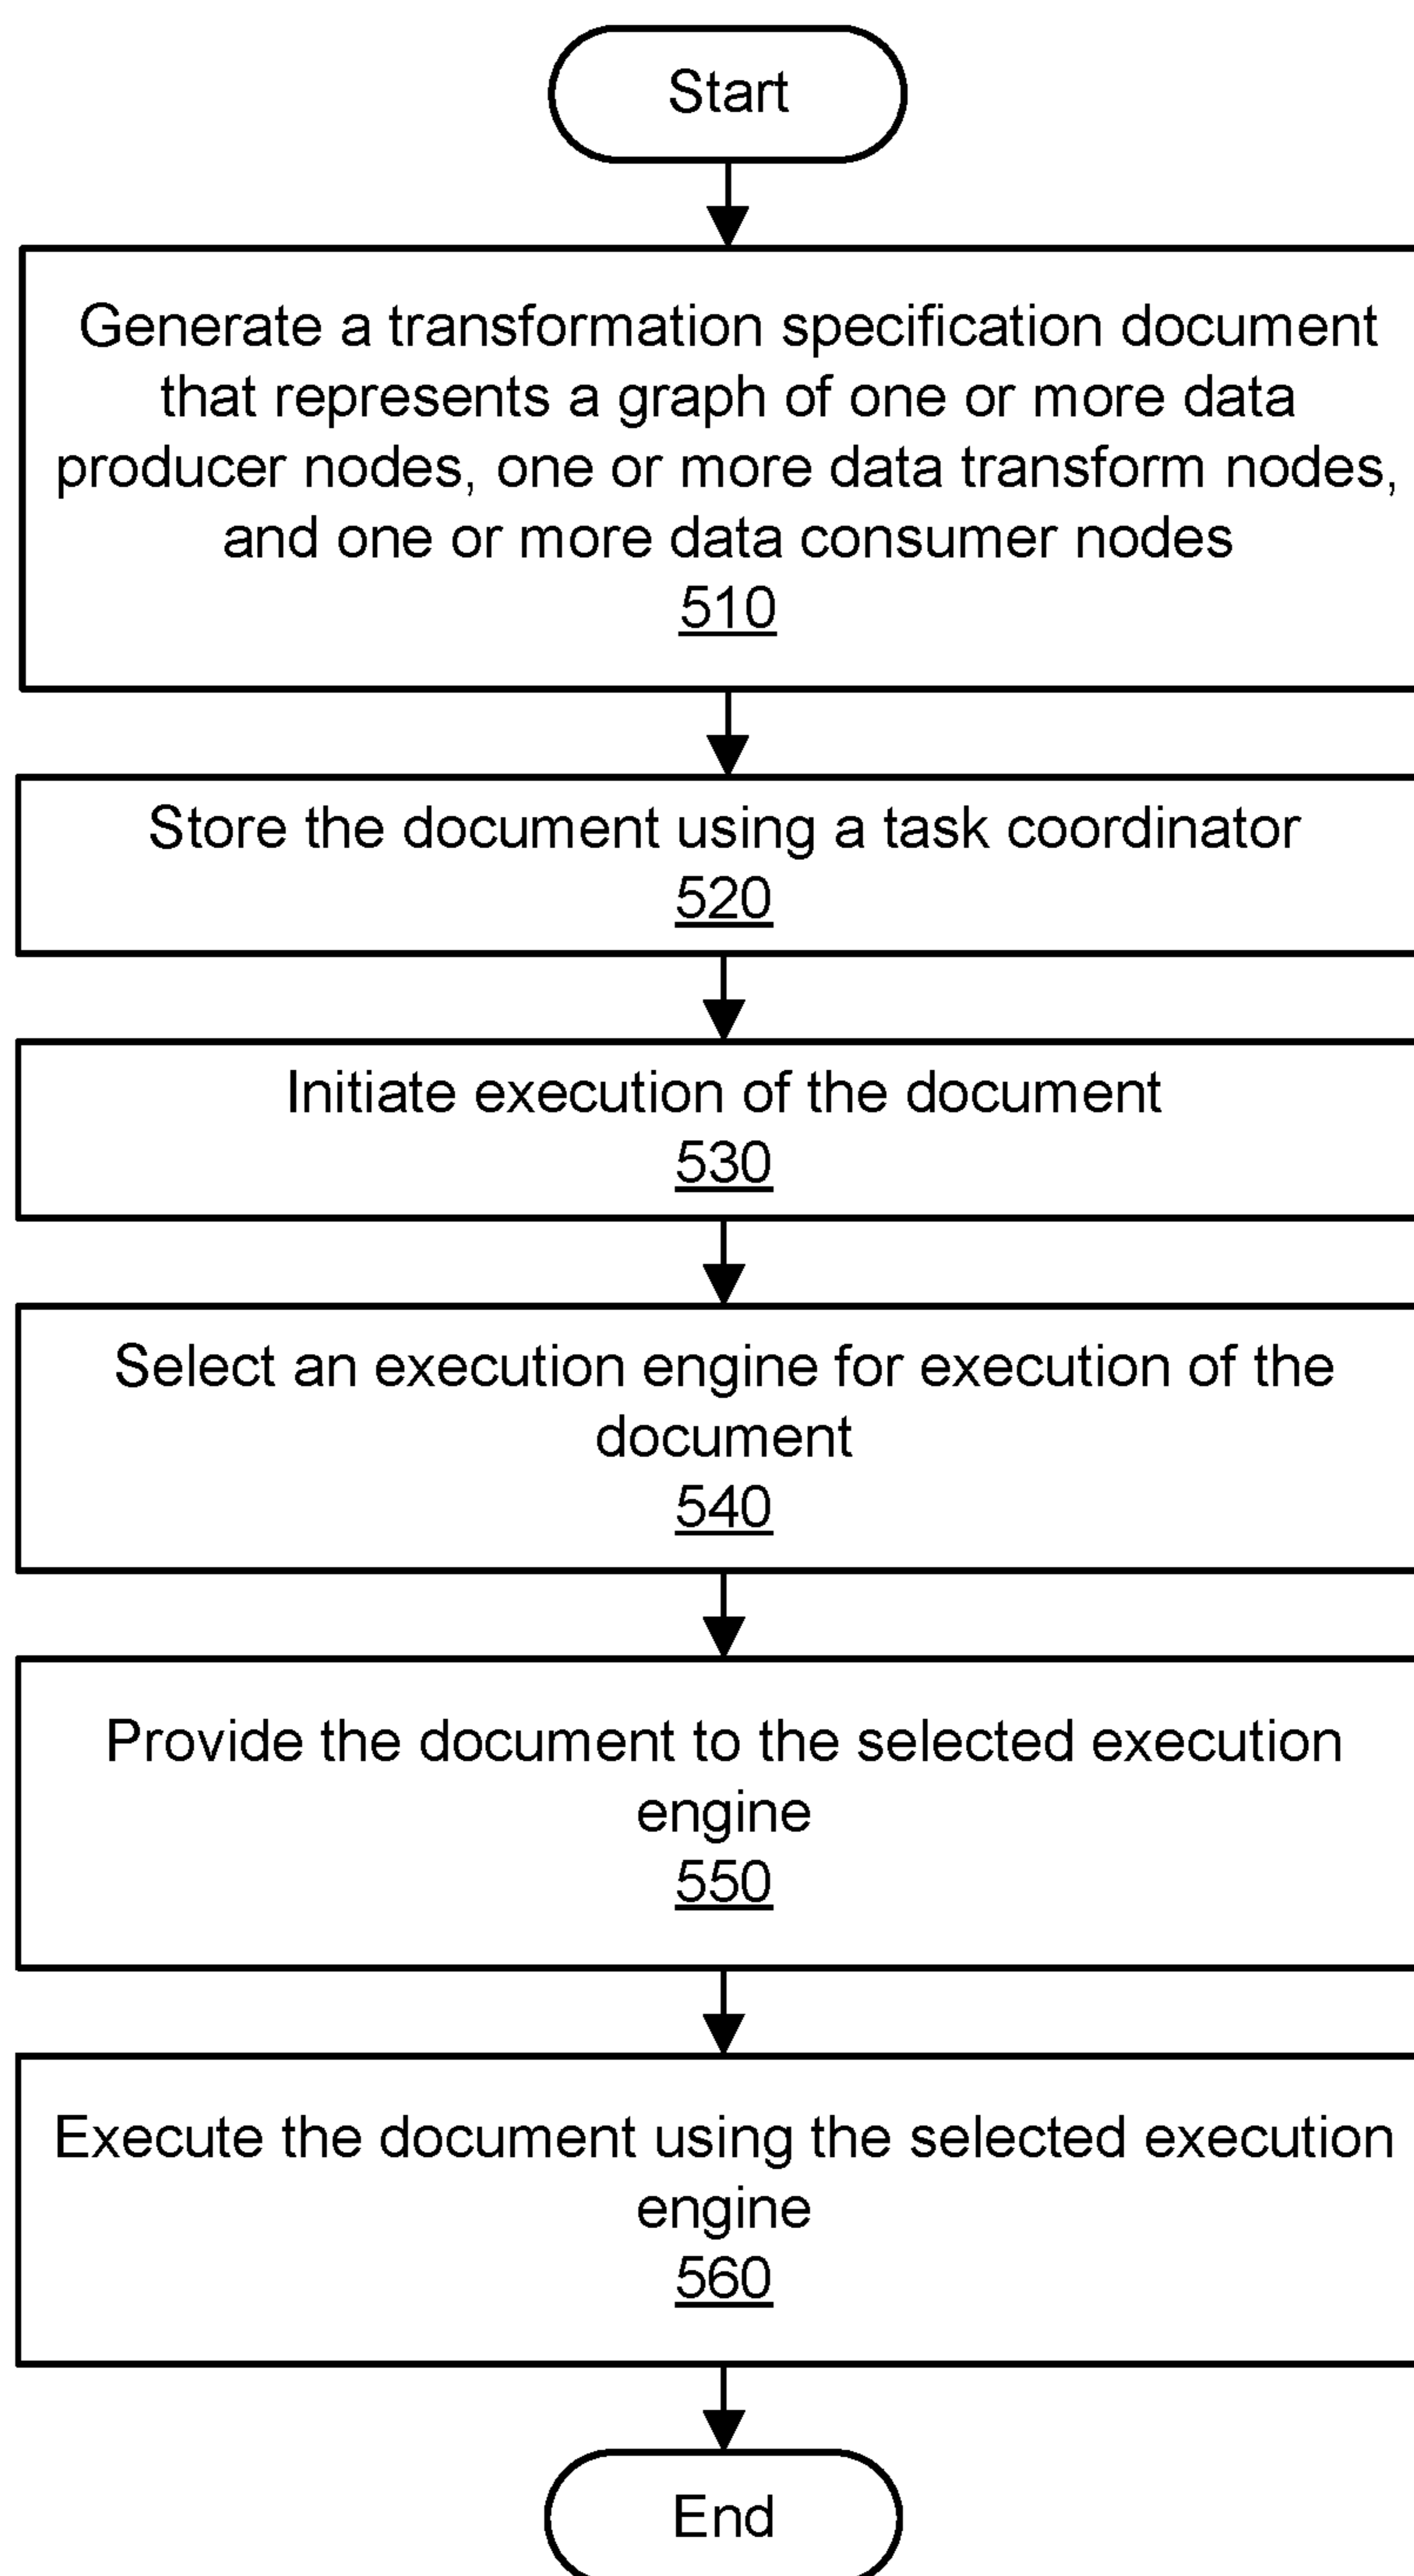 Start
Generate a transformation specification document
that represents a graph of one or more data
producer nodes, one or more data transform nodes,
and one or more data consumer nodes
510
Store the document using a task coordinator
520
Initiate execution of the document
530
Select an execution engine for execution of the
document
540
Provide the document to the selected execution
engine
550
Execute the document using the selected execution
engine
560
End